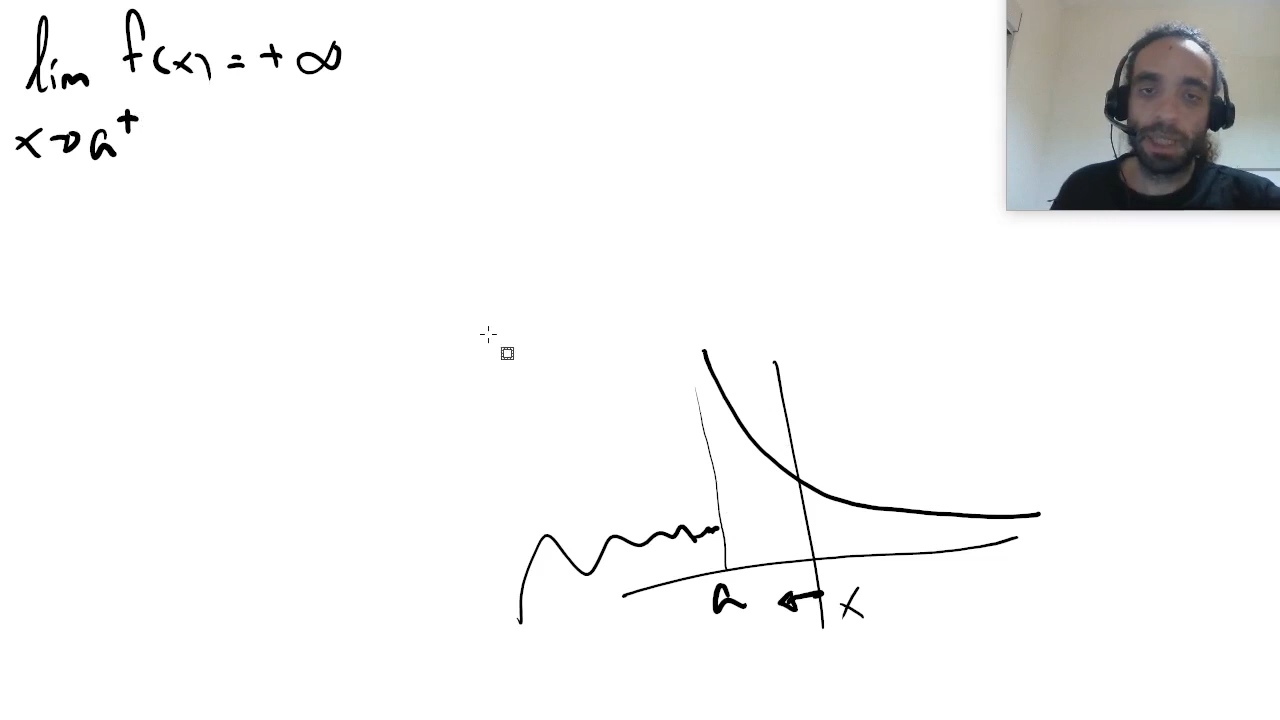 lim f(x) = + ∞
x→a⁺
a ← x